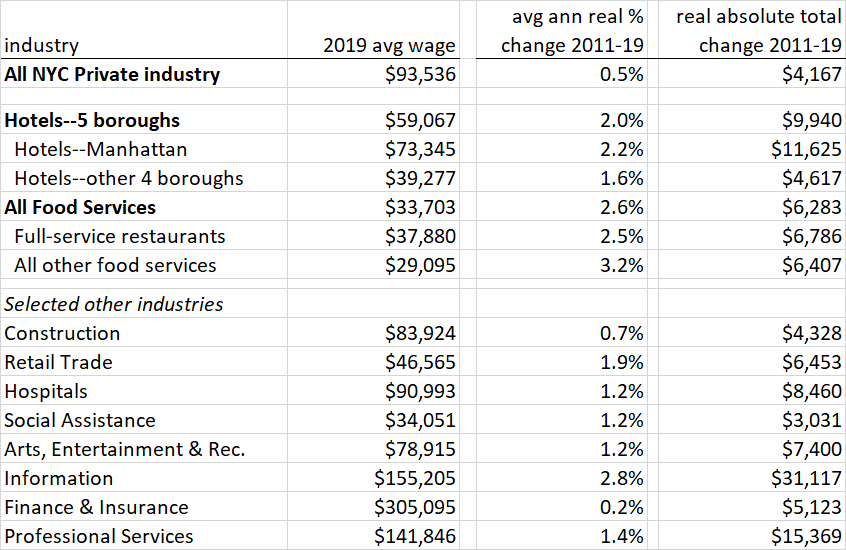 avg ann real % real absolute total
industry 2019 avg wage change 2011-19 change 2011-19
All NYC Private industry $93,536 0.5% $4,167
Hotels--5 boroughs $59,067 2.0% $9,940
Hotels--Manhattan $73,345 2.2% $11,625
Hotels--other 4 boroughs $39,277 1.6% $4,617
All Food Services $33,703 2.6% $6,283
Full-service restaurants $37,880 2.5% $6,786
All other food services $29,095 3.2% $6,407
Selected other industries
Construction $83,924 0.7% $4,328
Retail Trade $46,565 1.9% $6,453
Hospitals $90,993 1.2% $8,460
Social Assistance $34,051 1.2% $3,031
Arts, Entertainment & Rec. $78,915 1.2% $7,400
Information $155,205 2.8% $31,117
Finance & Insurance $305,095 0.2% $5,123
Professional Services $141,846 1.4% $15,369